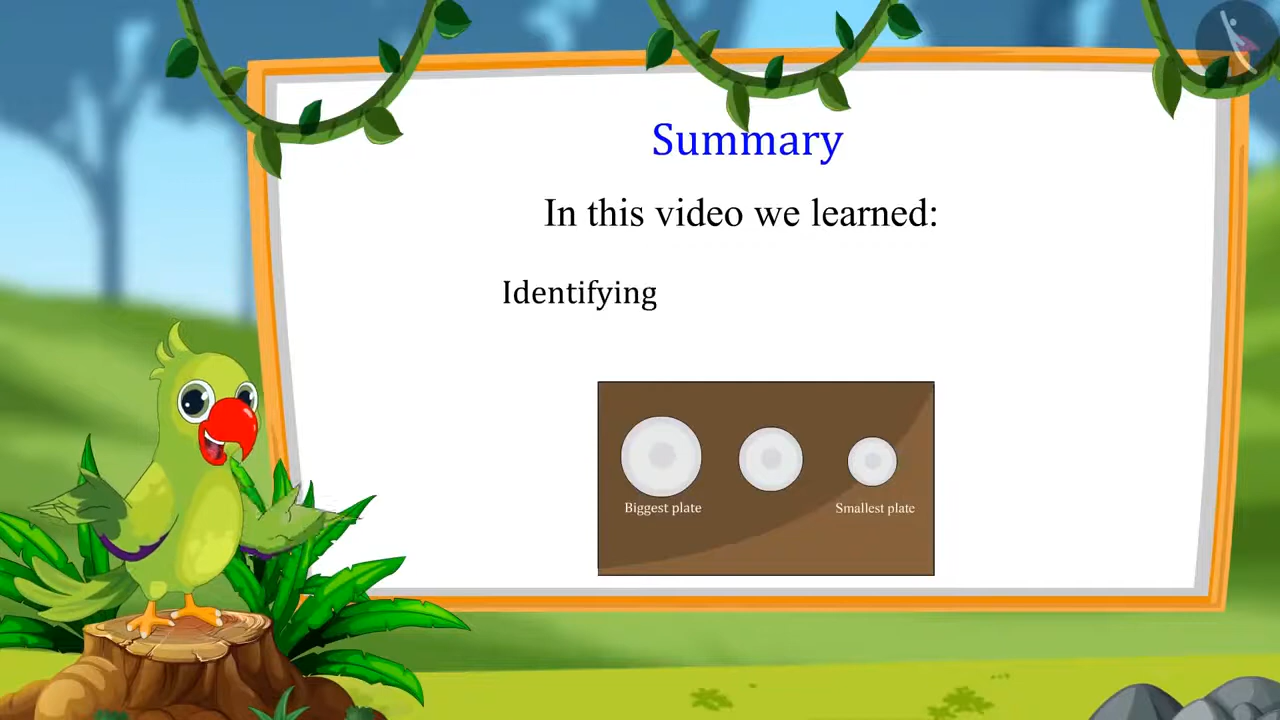 Summary
In this video we learned:
Identifying
Biggest plate
Smallest plate